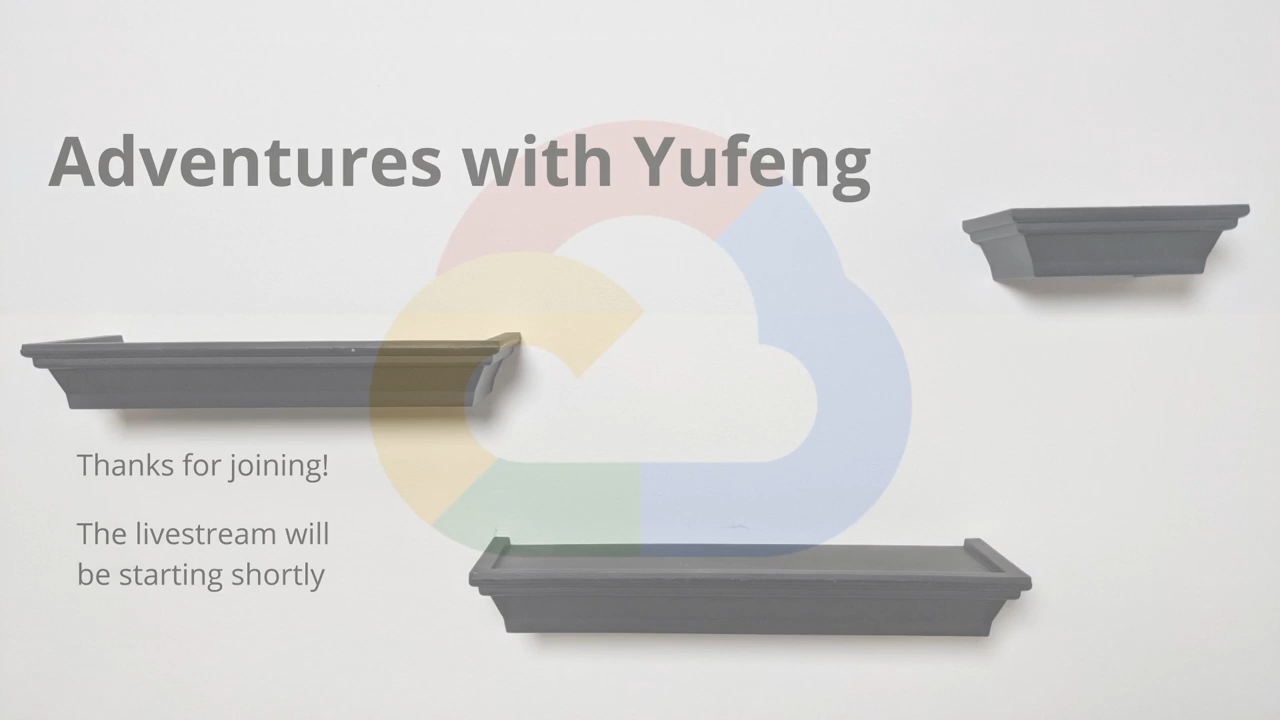 Adventures with Yufeng
Thanks for joining!
The livestream will
be starting shortly